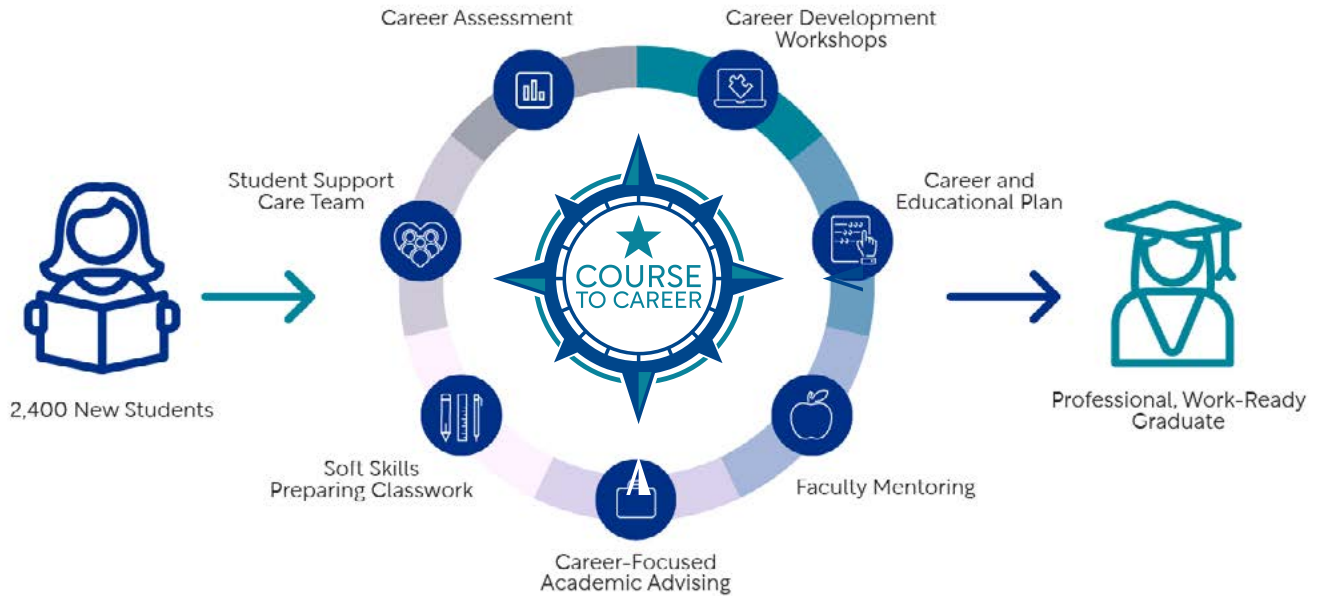 Career Assessment
Career Development
Workshops
Student Support
Care Team
Career and
Educational Plan
COURSE
TO CAREER
2,400 New Students
Professional, Work-Ready
Graduate
Soft Skills
Preparing Classwork
Faculty Mentoring
Career-Focused
Academic Advising